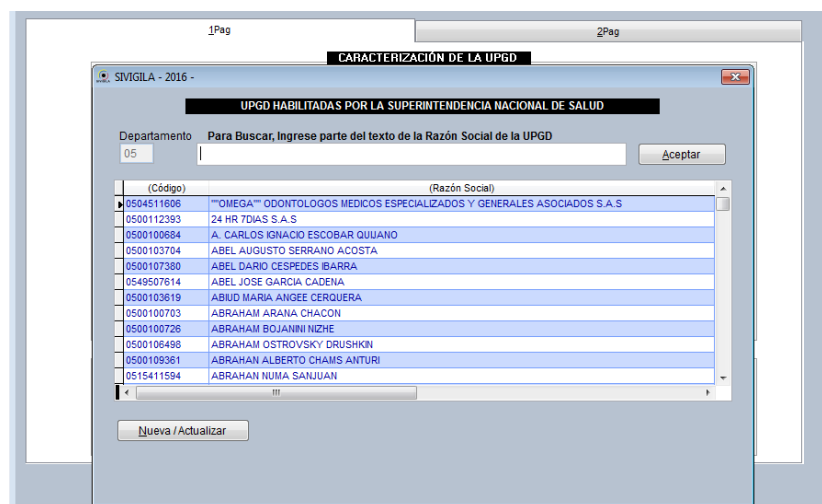 1Pag
2Pag
CARACTERIZACIÓN DE LA UPGD
SIVIGILA - 2016 -
UPGD HABILITADAS POR LA SUPERINTENDENCIA NACIONAL DE SALUD
Departamento Para Buscar, Ingrese parte del texto de la Razón Social de la UPGD
05
Aceptar
(Código) (Razón Social)
0504511606 ""OMEGA"" ODONTOLOGOS MEDICOS ESPECIALIZADOS Y GENERALES ASOCIADOS S.A.S
0500112393 24 HR 7DIAS S.A.S
0500100684 A. CARLOS IGNACIO ESCOBAR QUIJANO
0500103704 ABEL AUGUSTO SERRANO ACOSTA
0500107380 ABEL DARIO CESPEDES IBARRA
0549507614 ABEL JOSE GARCIA CADENA
0500103619 ABIUD MARIA ANGEE CERQUERA
0500100703 ABRAHAM ARANA CHACON
0500100726 ABRAHAM BOJANINI NIZHE
0500106498 ABRAHAM OSTROVSKY DRUSHKIN
0500109361 ABRAHAN ALBERTO CHAMS ANTURI
0515411594 ABRAHAN NUMA SANJUAN
Nueva / Actualizar